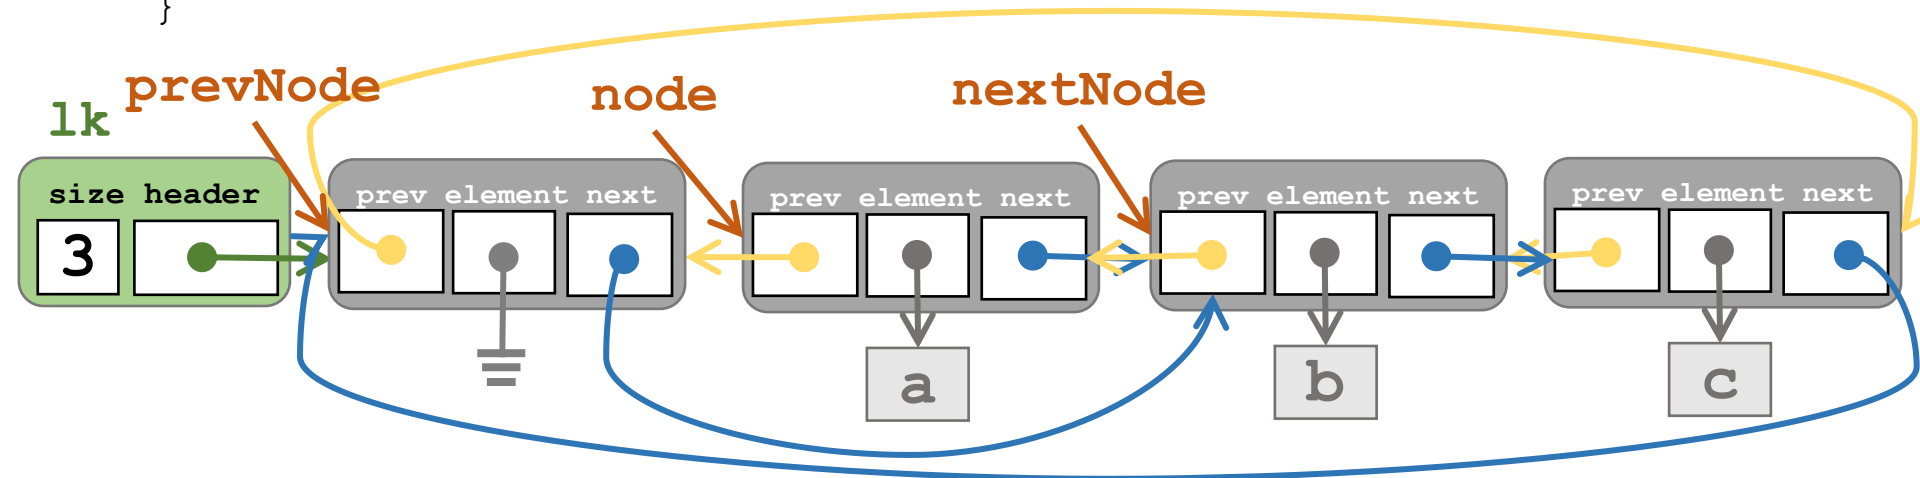 }
prevNode
node
nextNode
lk
size header
3
prev element next
prev element next
prev element next
prev element next
a
b
c